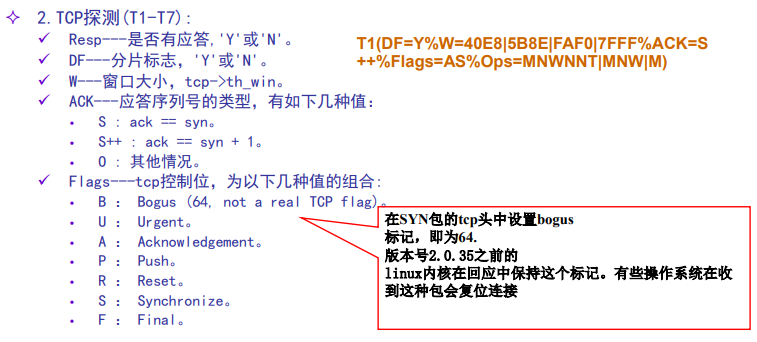 2.TCP探测(T1-T7):
Resp---是否有应答,'Y'或'N'。
DF---分片标志,'Y'或'N'。
W---窗口大小，tcp->th_win。
ACK---应答序列号的类型，有如下几种值：
S : ack == syn。
S++ : ack == syn + 1。
O : 其他情况。
Flags---tcp控制位，为以下几种值的组合:
B : Bogus (64, not a real TCP flag)。
U : Urgent。
A : Acknowledgement。
P : Push。
R : Reset。
S : Synchronize。
F : Final。
T1(DF=Y%W=40E8|5B8E|FAF0|7FFF%ACK=S
++%Flags=AS%Ops=MNWNNT|MNW|M)
在SYN包的tcp头中设置bogus
标记，即为64.
版本号2.0.35之前的
linux内核在回应中保持这个标记。有些操作系统在收
到这种包会复位连接